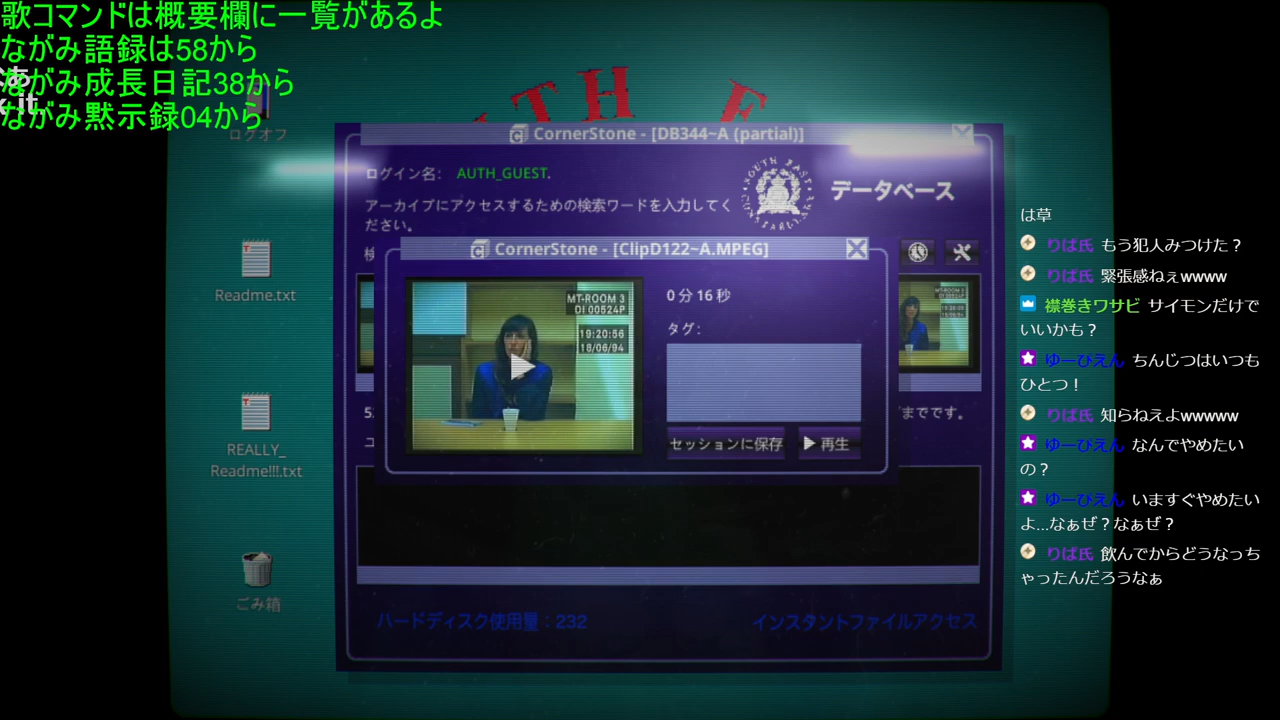 歌コマンドは概要欄に一覧があるよ
ながみ語録は58から
ながみ成長日記38から
ながみ黙示録04から
ログオフ
TH
CornerStone - [DB344~A (partial)]
ログイン名: AUTH_GUEST.
アーカイブにアクセスするための検索ワードを入力してく
ださい。
SOUTH EAST
データベース
検
CornerStone - [ClipD122~A.MPEG]
MT-ROOM 3
DI 00524P
19:20:56
18/06/94
0 分 16 秒
タグ:
セッションに保存
再生
までです。
Readme.txt
REALLY_
Readme!!!.txt
ごみ箱
ハードディスク使用量:232
インスタントファイルアクセス
は草
りば氏 もう犯人みつけた？
りば氏 緊張感ねぇwwww
襟巻きワサビ サイモンだけで
いいかも？
ゆーびえん ちんじつはいつも
ひとつ！
りば氏 知らねえよwwwww
ゆーびえん なんでやめたい
の？
ゆーびえん いますぐやめたい
よ...なぁぜ？なぁぜ？
りば氏 飲んでからどうなっち
ゃったんだろうなぁ